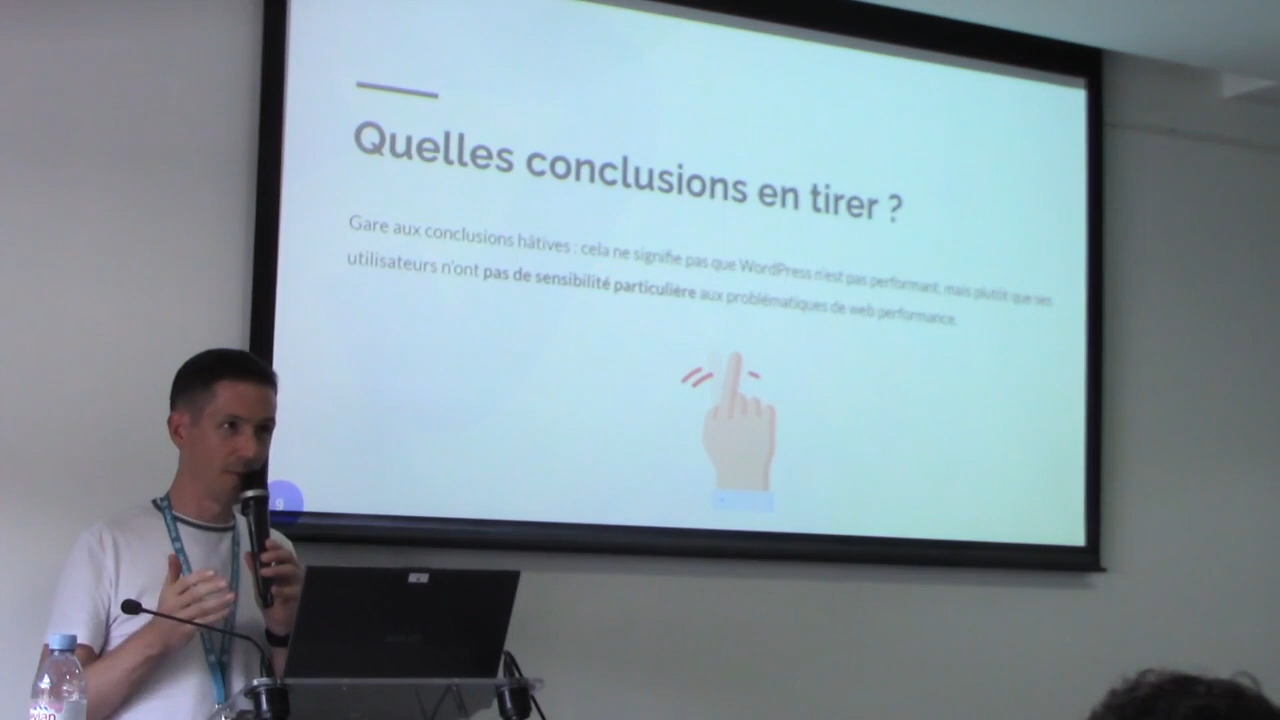 Quelles conclusions en tirer ?
Gare aux conclusions hâtives : cela ne signifie pas que WordPress n'est pas performant, mais plutôt que ses
utilisateurs n'ont pas de sensibilité particulière aux problématiques de web performance.
9